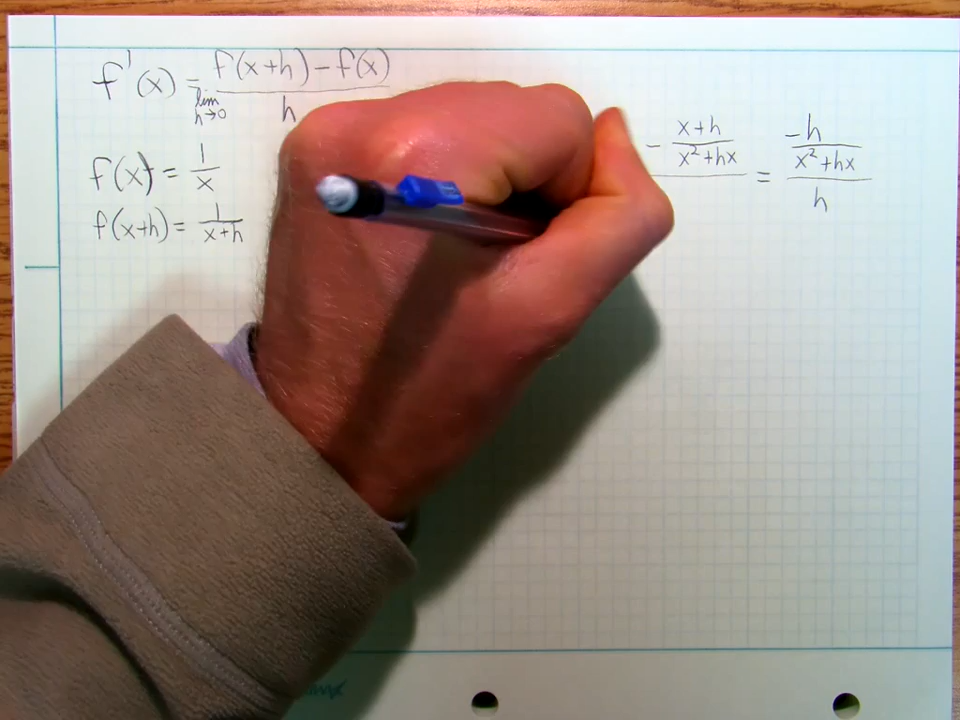 f'(x) = lim h→0 f(x+h) - f(x) / h
- x+h / x² + hx = -h / x² + hx / h
f(x) = 1 / x
f(x+h) = 1 / x+h